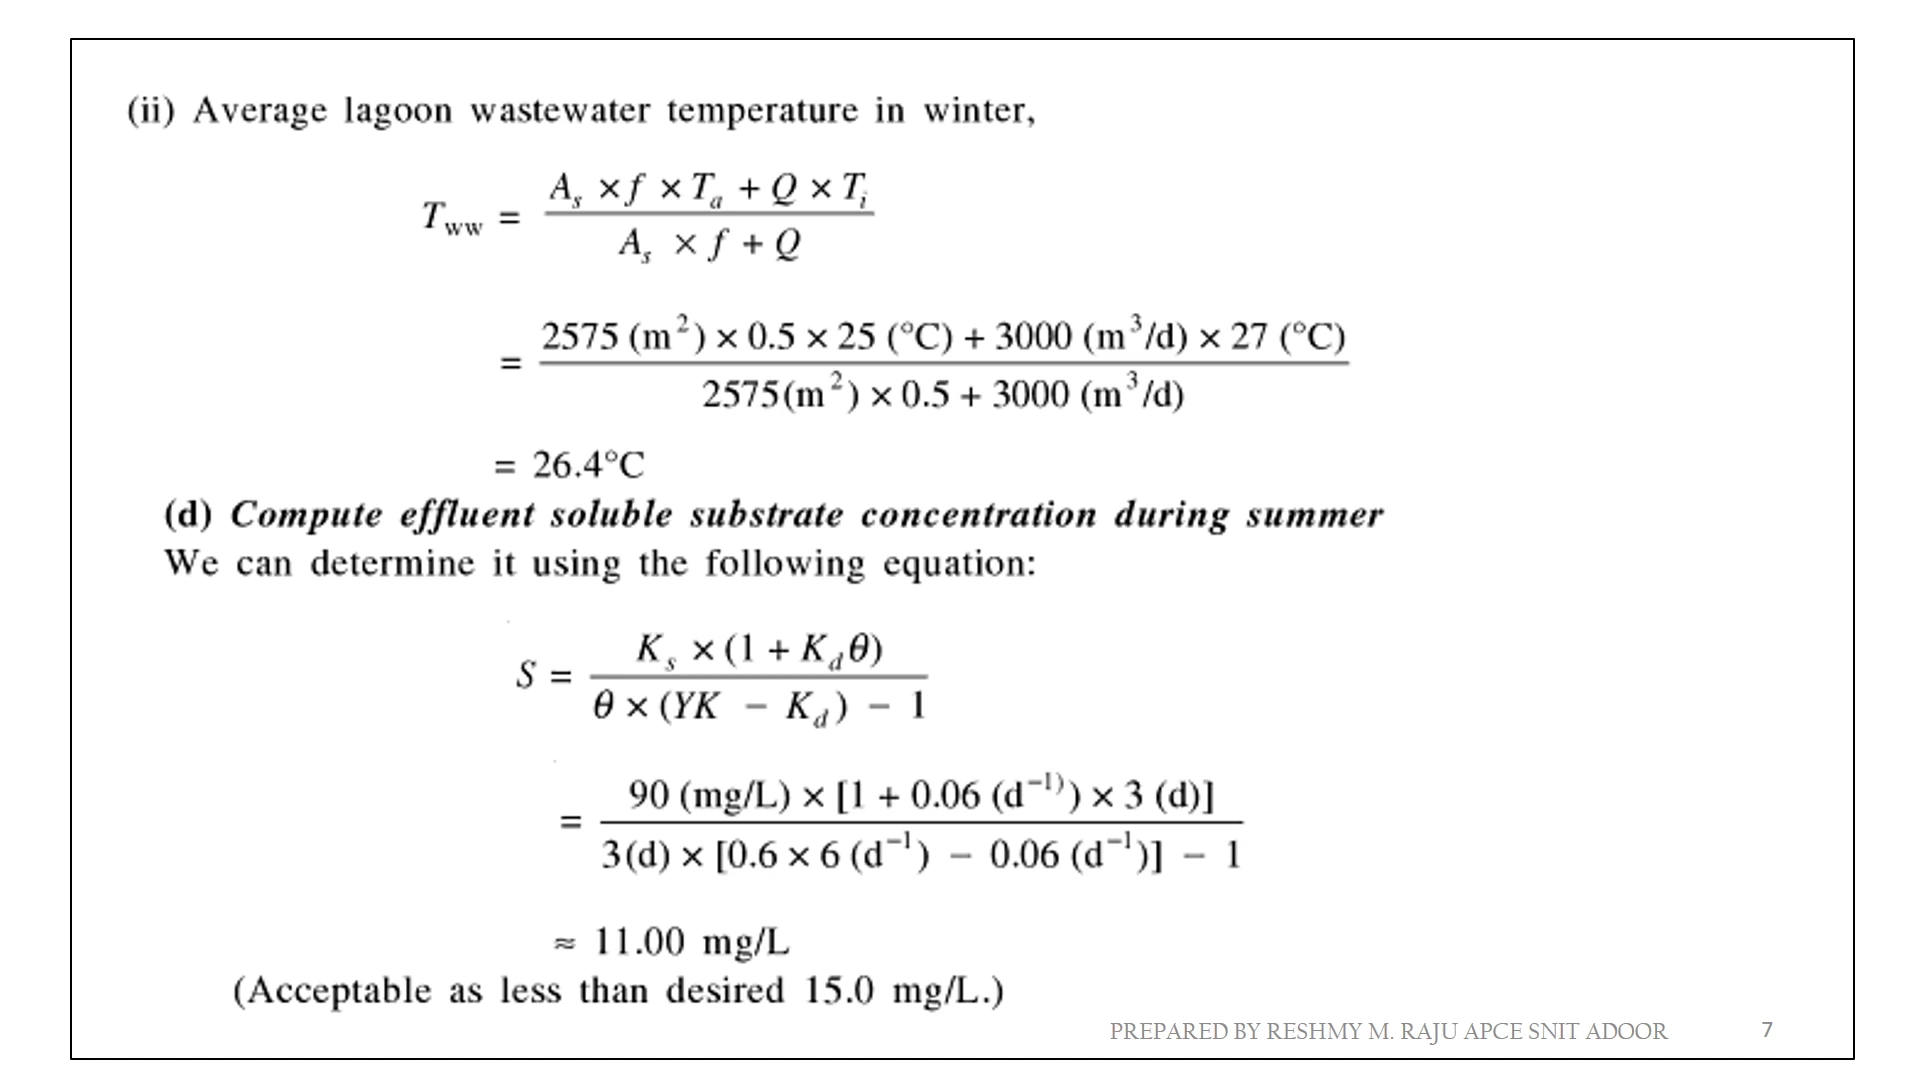 (ii) Average lagoon wastewater temperature in winter,
T_ww = (A_s × f × T_a + Q × T_i) / (A_s × f + Q)
= (2575 (m²) × 0.5 × 25 (°C) + 3000 (m³/d) × 27 (°C)) / (2575(m²) × 0.5 + 3000 (m³/d))
= 26.4°C
(d) Compute effluent soluble substrate concentration during summer
We can determine it using the following equation:
S = (K_s × (1 + K_dθ)) / (θ × (YK − K_d) − 1)
= (90 (mg/L) × [1 + 0.06 (d⁻¹⁾) × 3 (d)]) / (3(d) × [0.6 × 6 (d⁻¹) − 0.06 (d⁻¹)] − 1)
≈ 11.00 mg/L
(Acceptable as less than desired 15.0 mg/L.)
PREPARED BY RESHMY M. RAJU APCE SNIT ADOOR 7